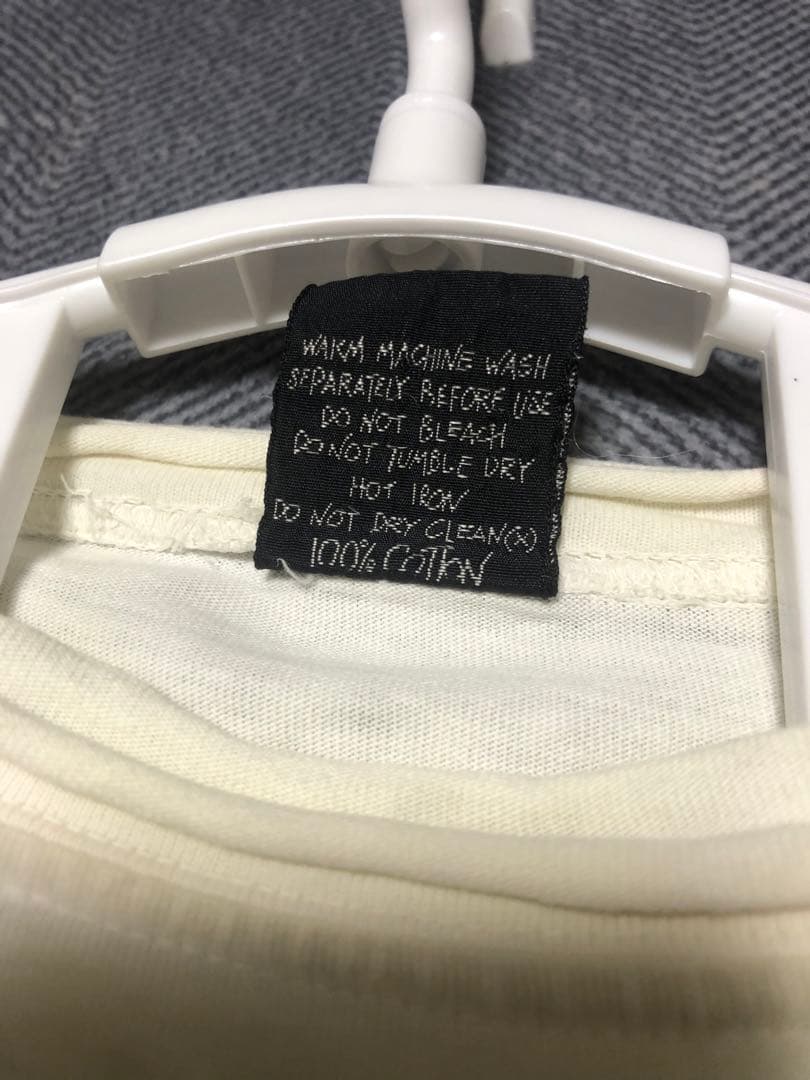 WARM MACHINE WASH
SEPARATELY BEFORE USE
DO NOT BLEACH
DO NOT TUMBLE DRY
HOT IRON
DO NOT DRY CLEAN(X)
100% COTTON